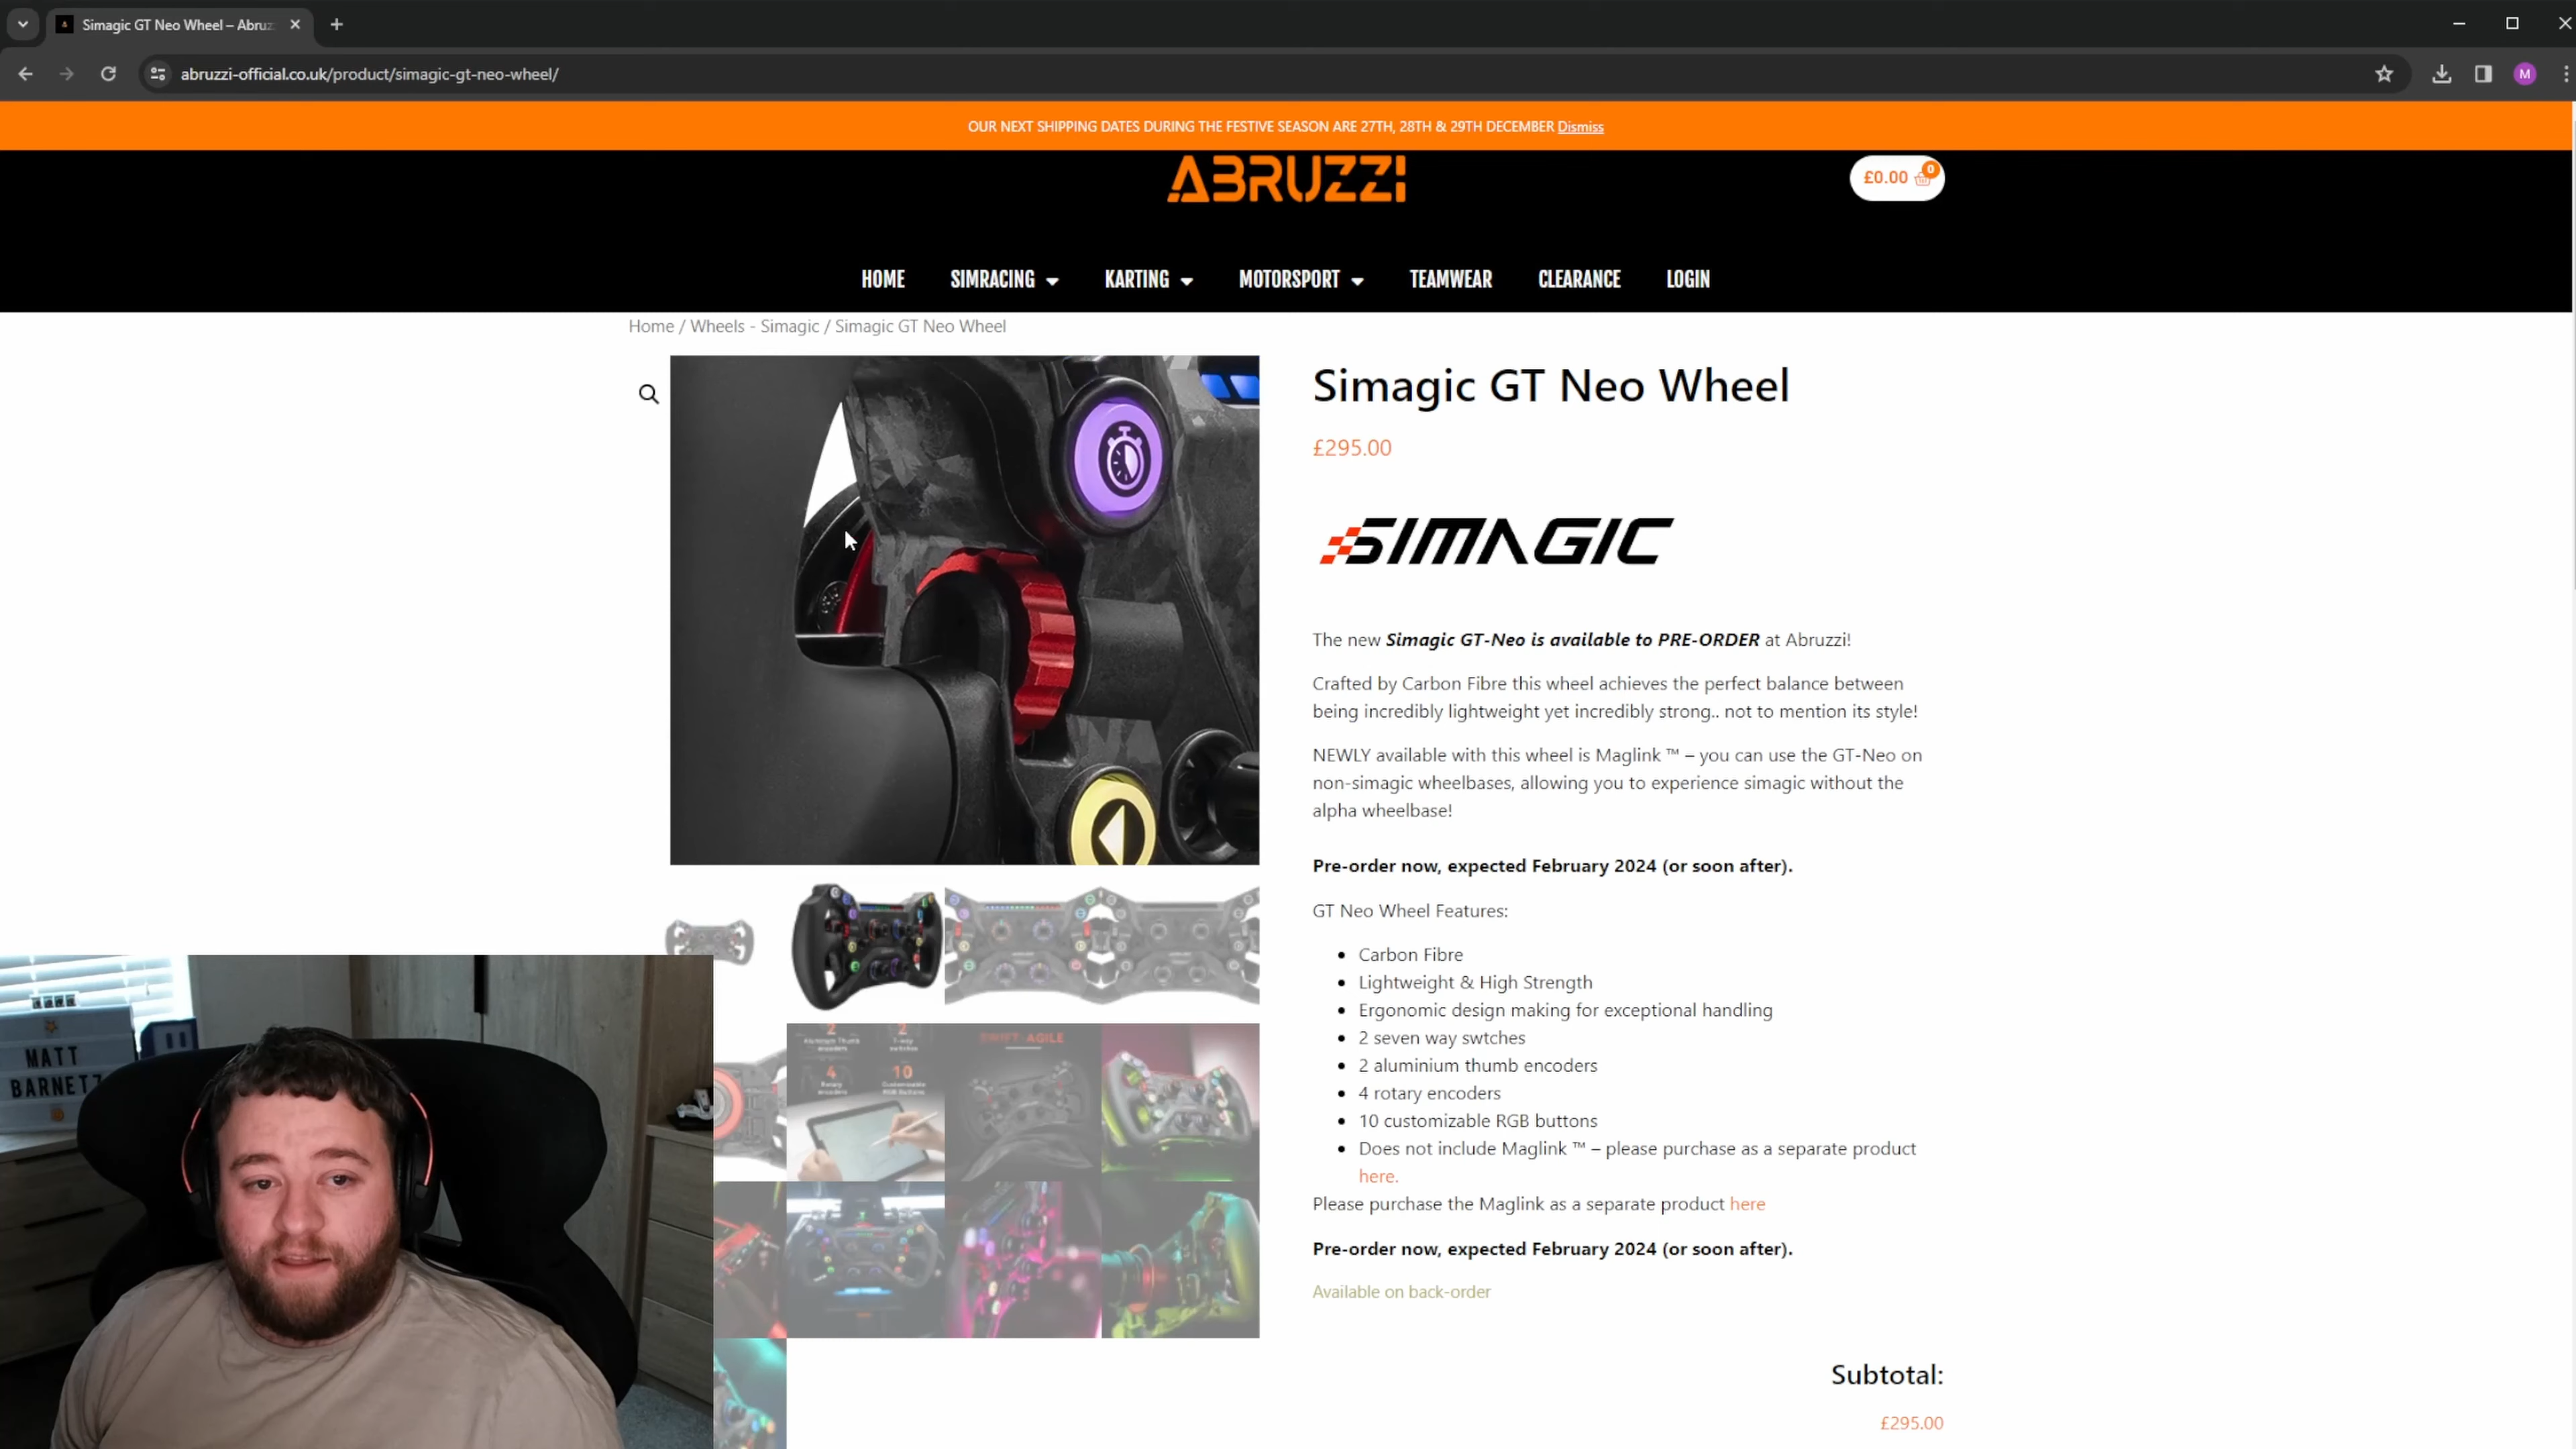 Simagic GT Neo Wheel – Abruz
abruzzi-official.co.uk/product/simagic-gt-neo-wheel/
M
OUR NEXT SHIPPING DATES DURING THE FESTIVE SEASON ARE 27TH, 28TH & 29TH DECEMBER Dismiss
ABRUZZI
£0.00 0
HOME SIMRACING KARTING MOTORSPORT TEAMWEAR CLEARANCE LOGIN
Home / Wheels - Simagic / Simagic GT Neo Wheel
Simagic GT Neo Wheel
£295.00
SIMAGIC
The new Simagic GT-Neo is available to PRE-ORDER at Abruzzi!
Crafted by Carbon Fibre this wheel achieves the perfect balance between
being incredibly lightweight yet incredibly strong.. not to mention its style!
NEWLY available with this wheel is Maglink ™ – you can use the GT-Neo on
non-simagic wheelbases, allowing you to experience simagic without the
alpha wheelbase!
Pre-order now, expected February 2024 (or soon after).
GT Neo Wheel Features:
Carbon Fibre
Lightweight & High Strength
Ergonomic design making for exceptional handling
2 seven way swtches
2 aluminium thumb encoders
4 rotary encoders
10 customizable RGB buttons
Does not include Maglink ™ – please purchase as a separate product
here.
Please purchase the Maglink as a separate product here
Pre-order now, expected February 2024 (or soon after).
Available on back-order
Subtotal:
£295.00
2 2
Aluminum Thumb
encoders
7-way
switches
4 10
Rotary
encoders
Customizable
RGB buttons
SWIFT AGILE
MATT
BARNETZ